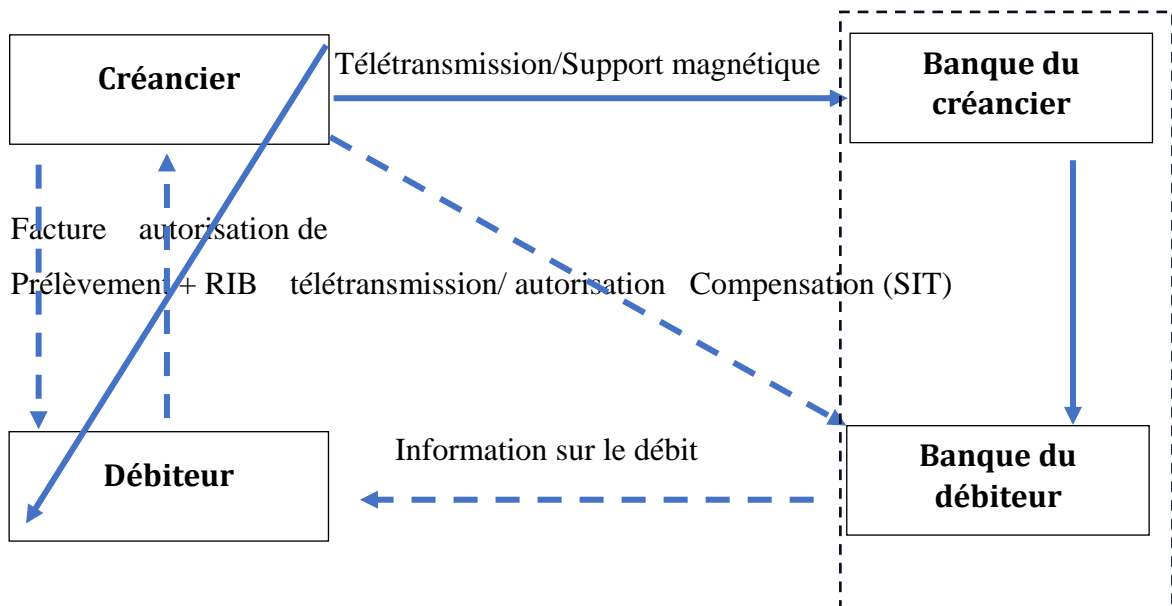 Créancier
Télétransmission/Support magnétique
Banque du
créancier
Facture autorisation de
Prélèvement + RIB télétransmission/ autorisation Compensation (SIT)
Débiteur
Information sur le débit
Banque du
débiteur